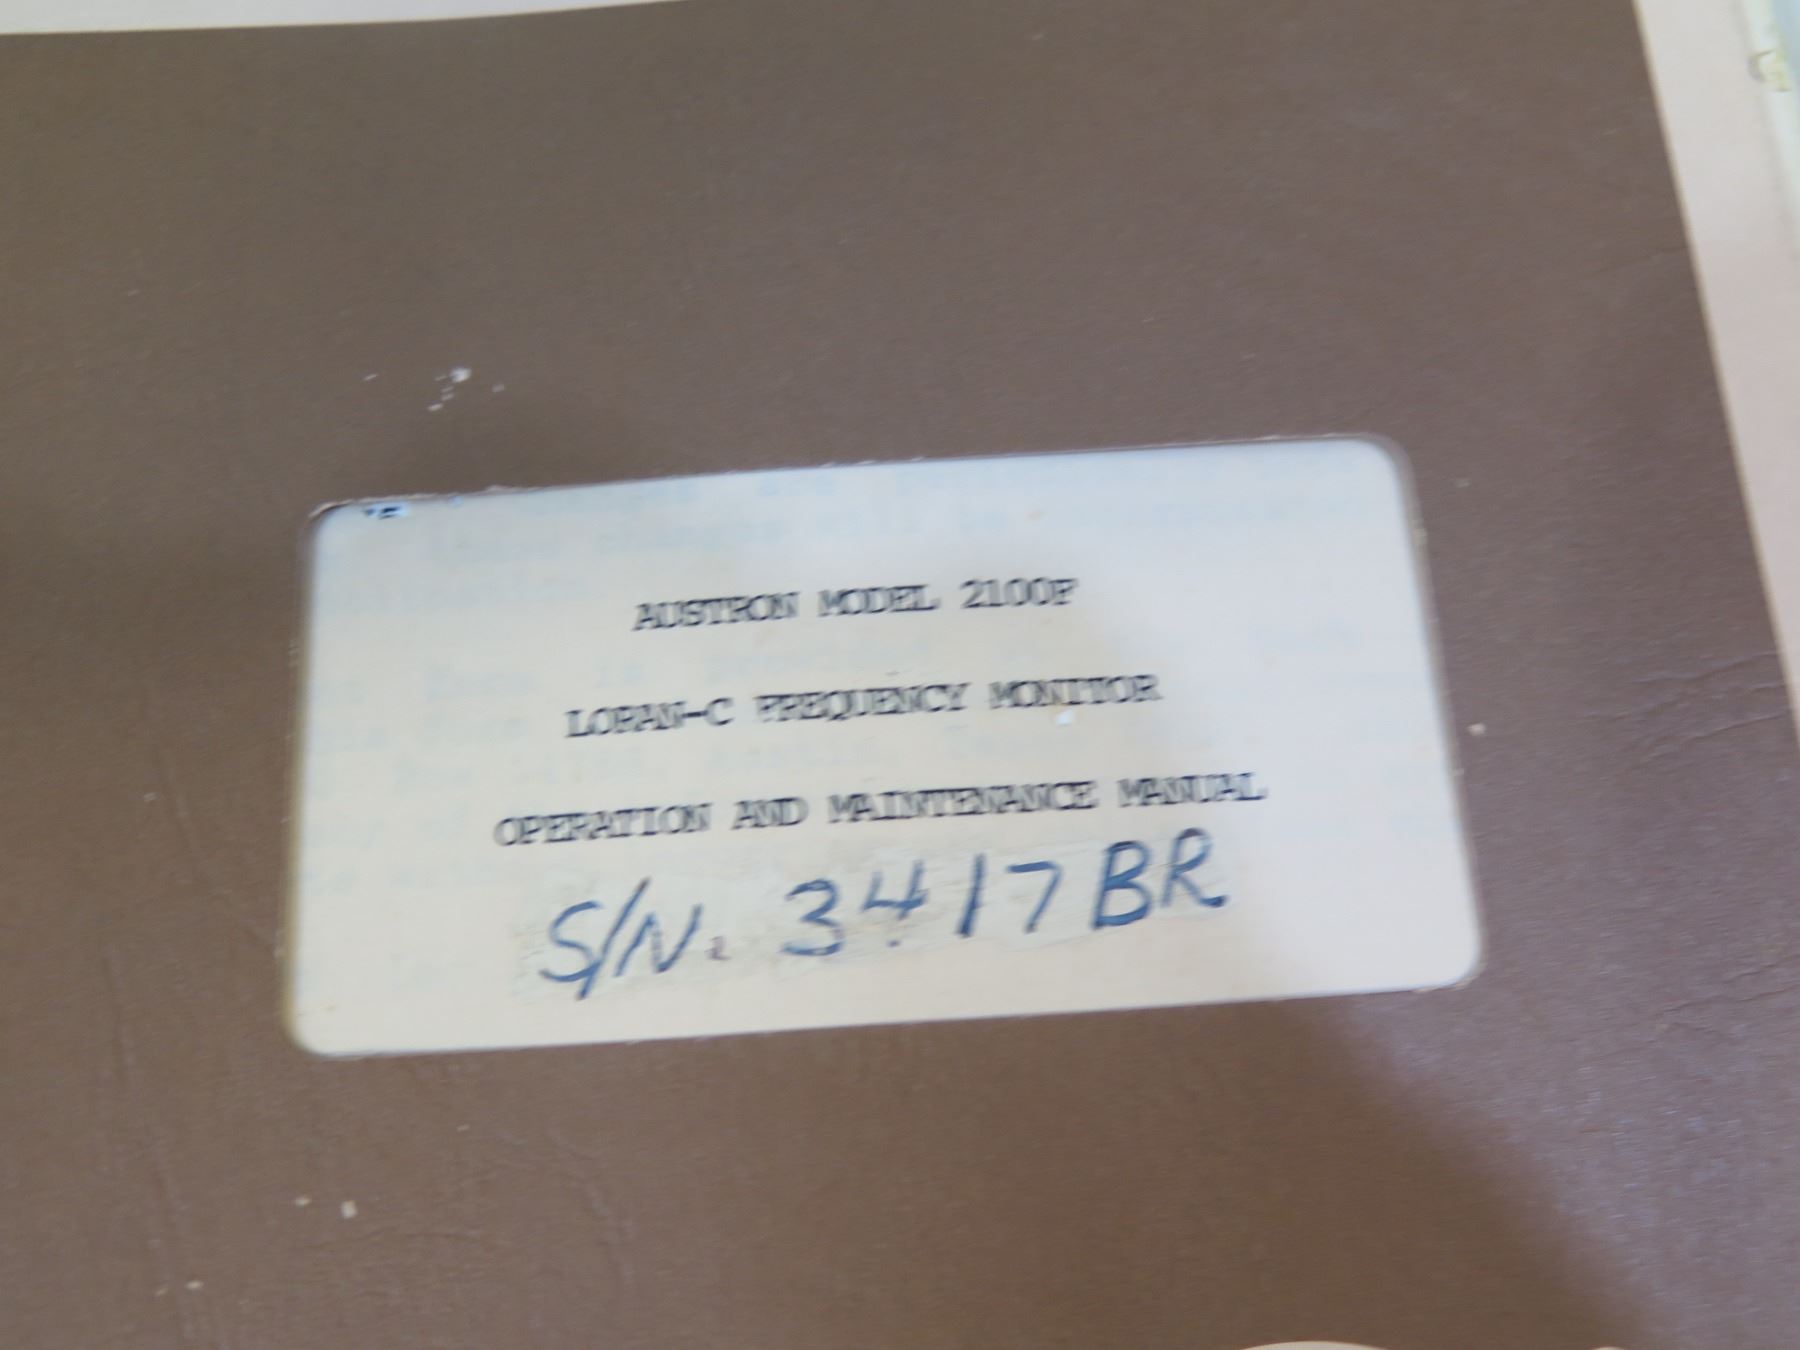 AUSTRON MODEL 2100F
LORAN-C FREQUENCY MONITOR
OPERATION AND MAINTENANCE MANUAL
S/N. 3417BR